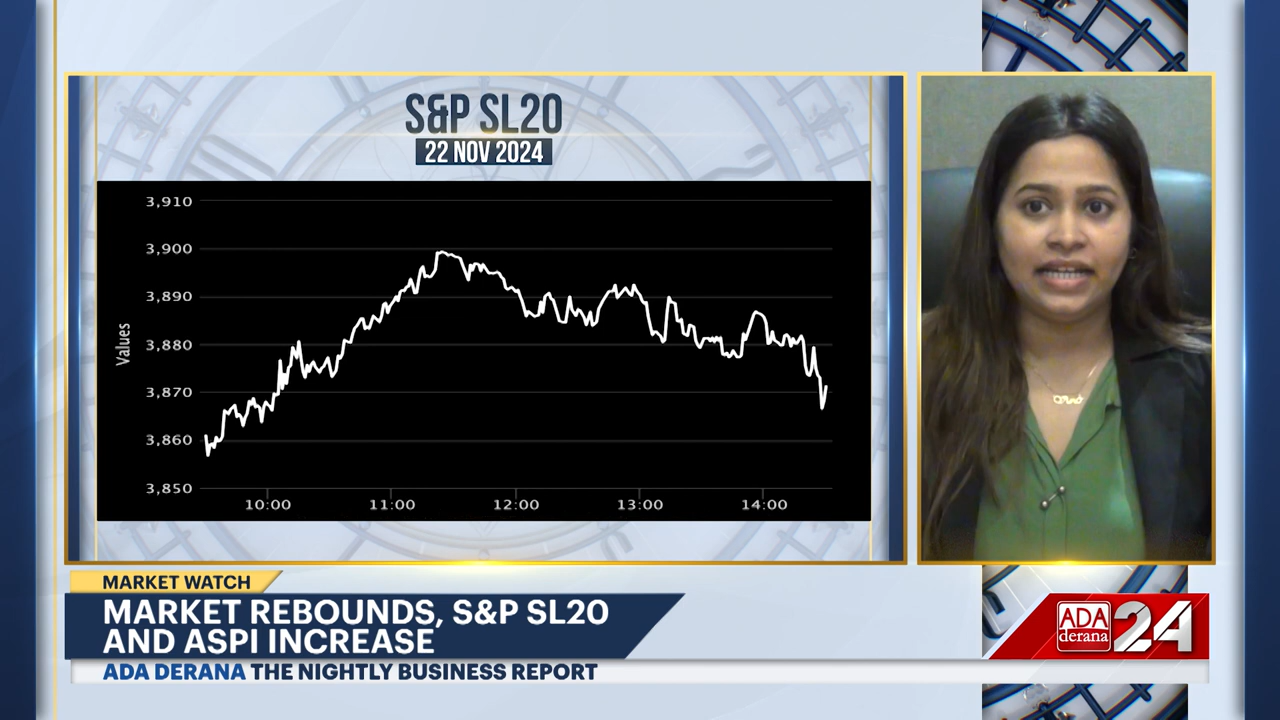 S&P SL20
22 NOV 2024
3,910
3,900
3,890
3,880
3,870
3,860
3,850
Values
10:00
11:00
12:00
13:00
14:00
MARKET WATCH
MARKET REBOUNDS, S&P SL20
AND ASPI INCREASE
ADA DERANA THE NIGHTLY BUSINESS REPORT
ADA
derana
24